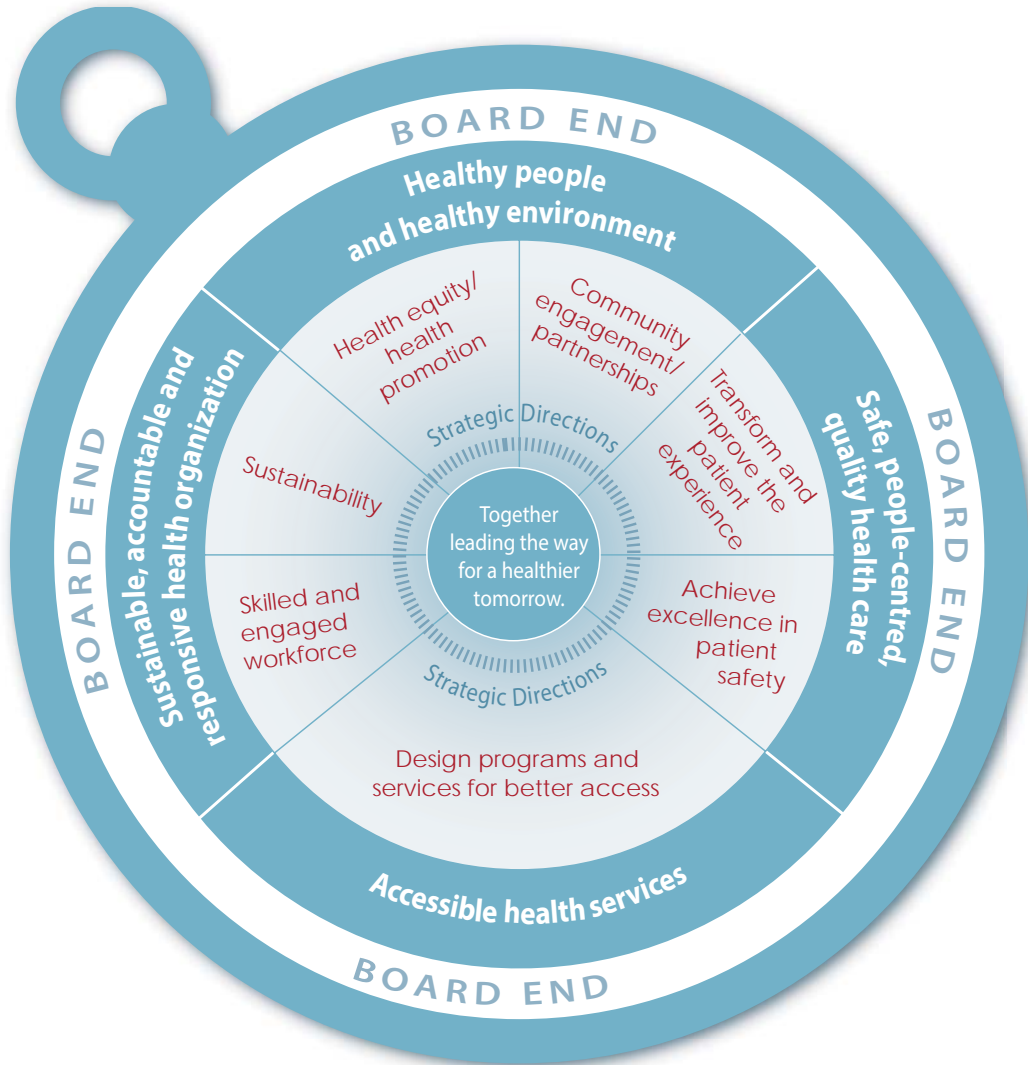 BOARD END
Healthy people
and healthy environment
Health equity/
health
promotion
Community
engagement/
partnerships
Transform and
improve the
patient
experience
Safe, people-centred,
quality health care
BOARD END
BOARD END
Sustainable, accountable and
responsive health organization
Sustainability
Strategic Directions
Together
leading the way
for a healthier
tomorrow.
Skilled and
engaged
workforce
Achieve
excellence in
patient
safety
Strategic Directions
Design programs and
services for better access
Accessible health services
BOARD END